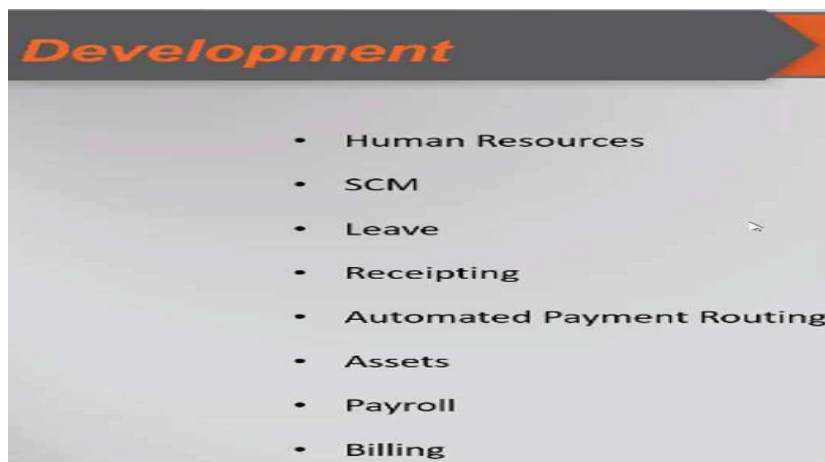 Development
• Human Resources
• SCM
• Leave
• Receipting
• Automated Payment Routing
• Assets
• Payroll
• Billing